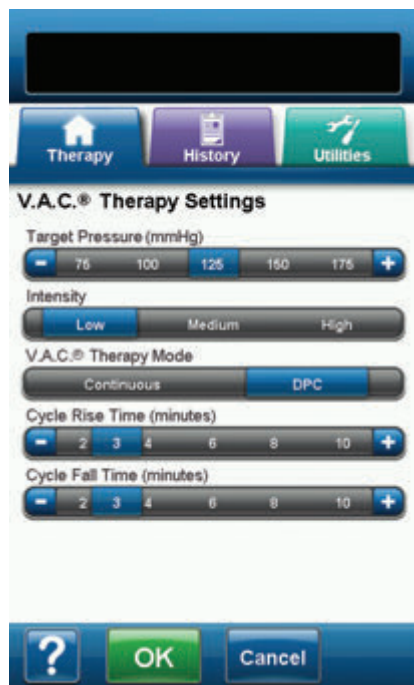 Therapy History Utilities
V.A.C.® Therapy Settings
Target Pressure (mmHg)
- 75 100 125 150 175 +
Intensity
Low Medium High
V.A.C.® Therapy Mode
Continuous DPC
Cycle Rise Time (minutes)
- 2 3 4 6 8 10 +
Cycle Fall Time (minutes)
- 2 3 4 6 8 10 +
? OK Cancel